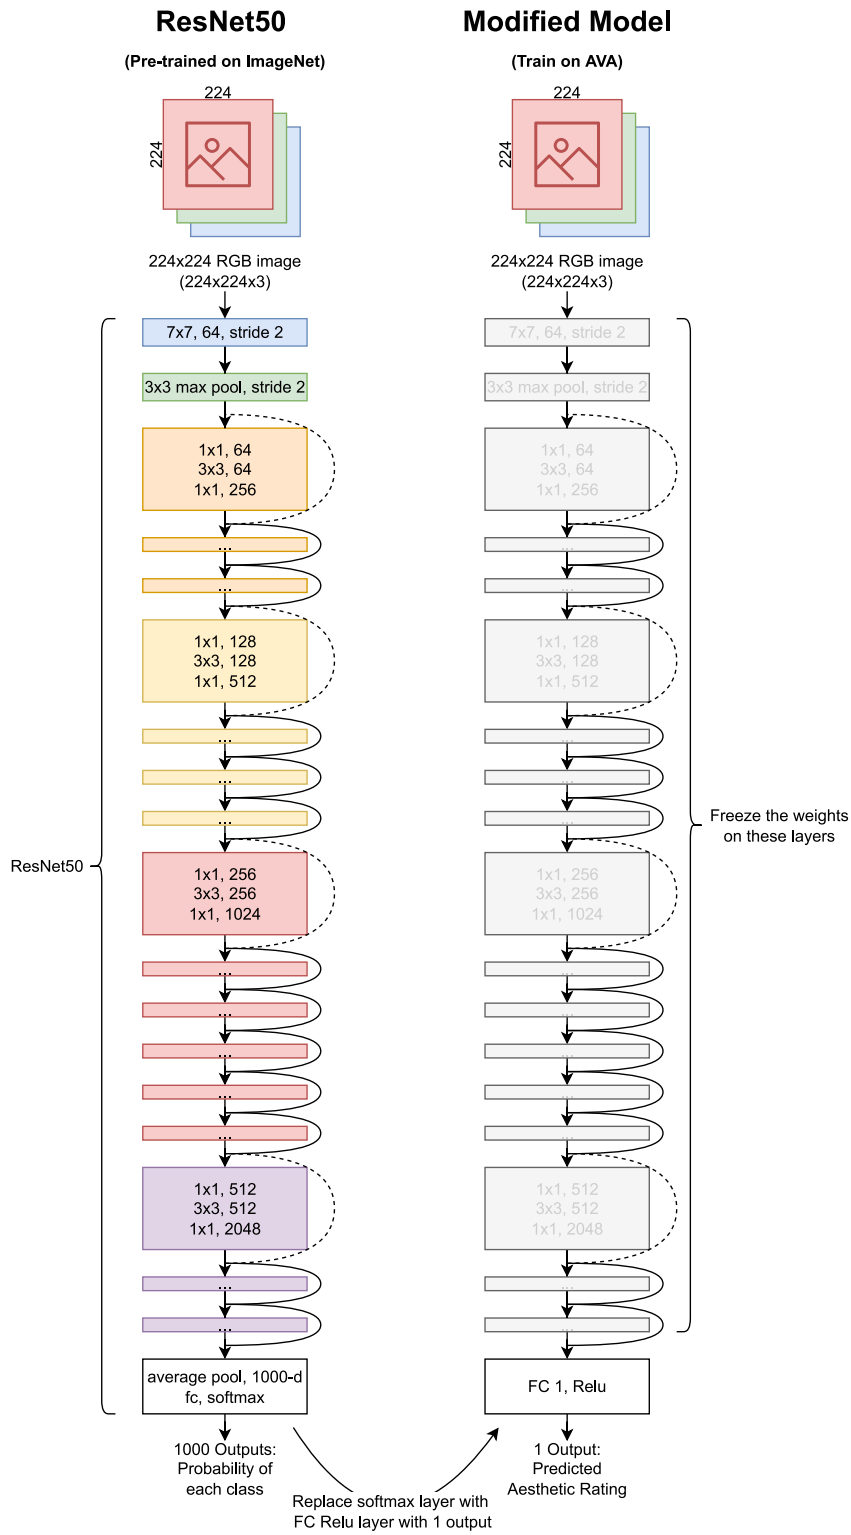 ResNet50
(Pre-trained on ImageNet)
224
224
224x224 RGB image
(224x224x3)
7x7, 64, stride 2
3x3 max pool, stride 2
1x1, 64
3x3, 64
1x1, 256
...
...
1x1, 128
3x3, 128
1x1, 512
...
...
...
1x1, 256
3x3, 256
1x1, 1024
...
...
...
...
...
1x1, 512
3x3, 512
1x1, 2048
...
...
average pool, 1000-d
fc, softmax
1000 Outputs:
Probability of
each class
ResNet50
Modified Model
(Train on AVA)
224
224
224x224 RGB image
(224x224x3)
7x7, 64, stride 2
3x3 max pool, stride 2
1x1, 64
3x3, 64
1x1, 256
...
...
1x1, 128
3x3, 128
1x1, 512
...
...
...
1x1, 256
3x3, 256
1x1, 1024
...
...
...
...
...
1x1, 512
3x3, 512
1x1, 2048
...
...
FC 1, Relu
1 Output:
Predicted
Aesthetic Rating
Freeze the weights
on these layers
Replace softmax layer with
FC Relu layer with 1 output